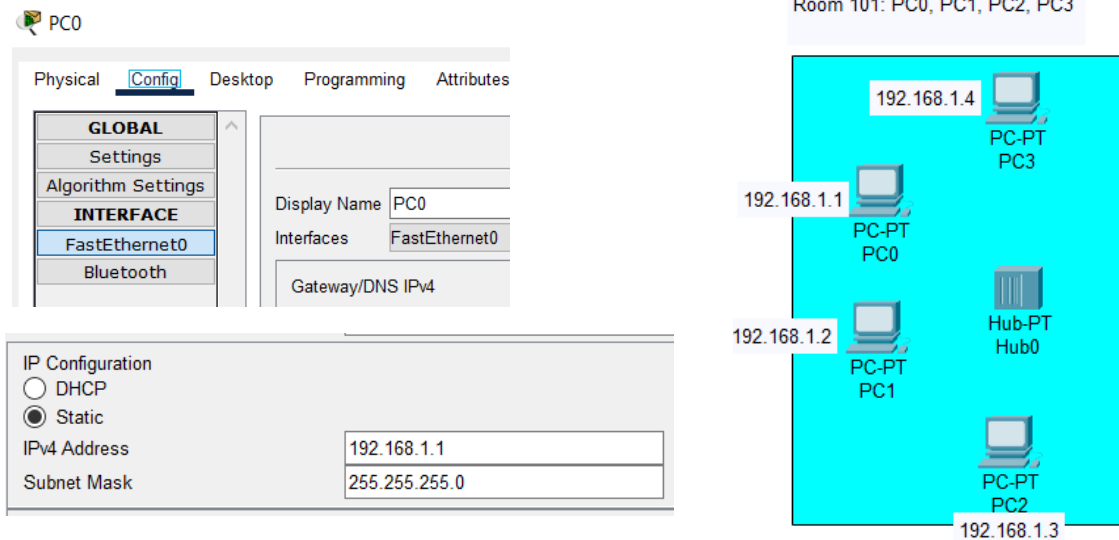 PC0
Physical Config Desktop Programming Attributes
GLOBAL
Settings
Algorithm Settings
INTERFACE
FastEthernet0
Bluetooth
Display Name PC0
Interfaces FastEthernet0
Gateway/DNS IPv4
IP Configuration
DHCP
Static
IPv4 Address 192.168.1.1
Subnet Mask 255.255.255.0
Room 101: PC0, PC1, PC2, PC3
192.168.1.4
PC-PT
PC3
192.168.1.1
PC-PT
PC0
Hub-PT
Hub0
192.168.1.2
PC-PT
PC1
PC-PT
PC2
192.168.1.3